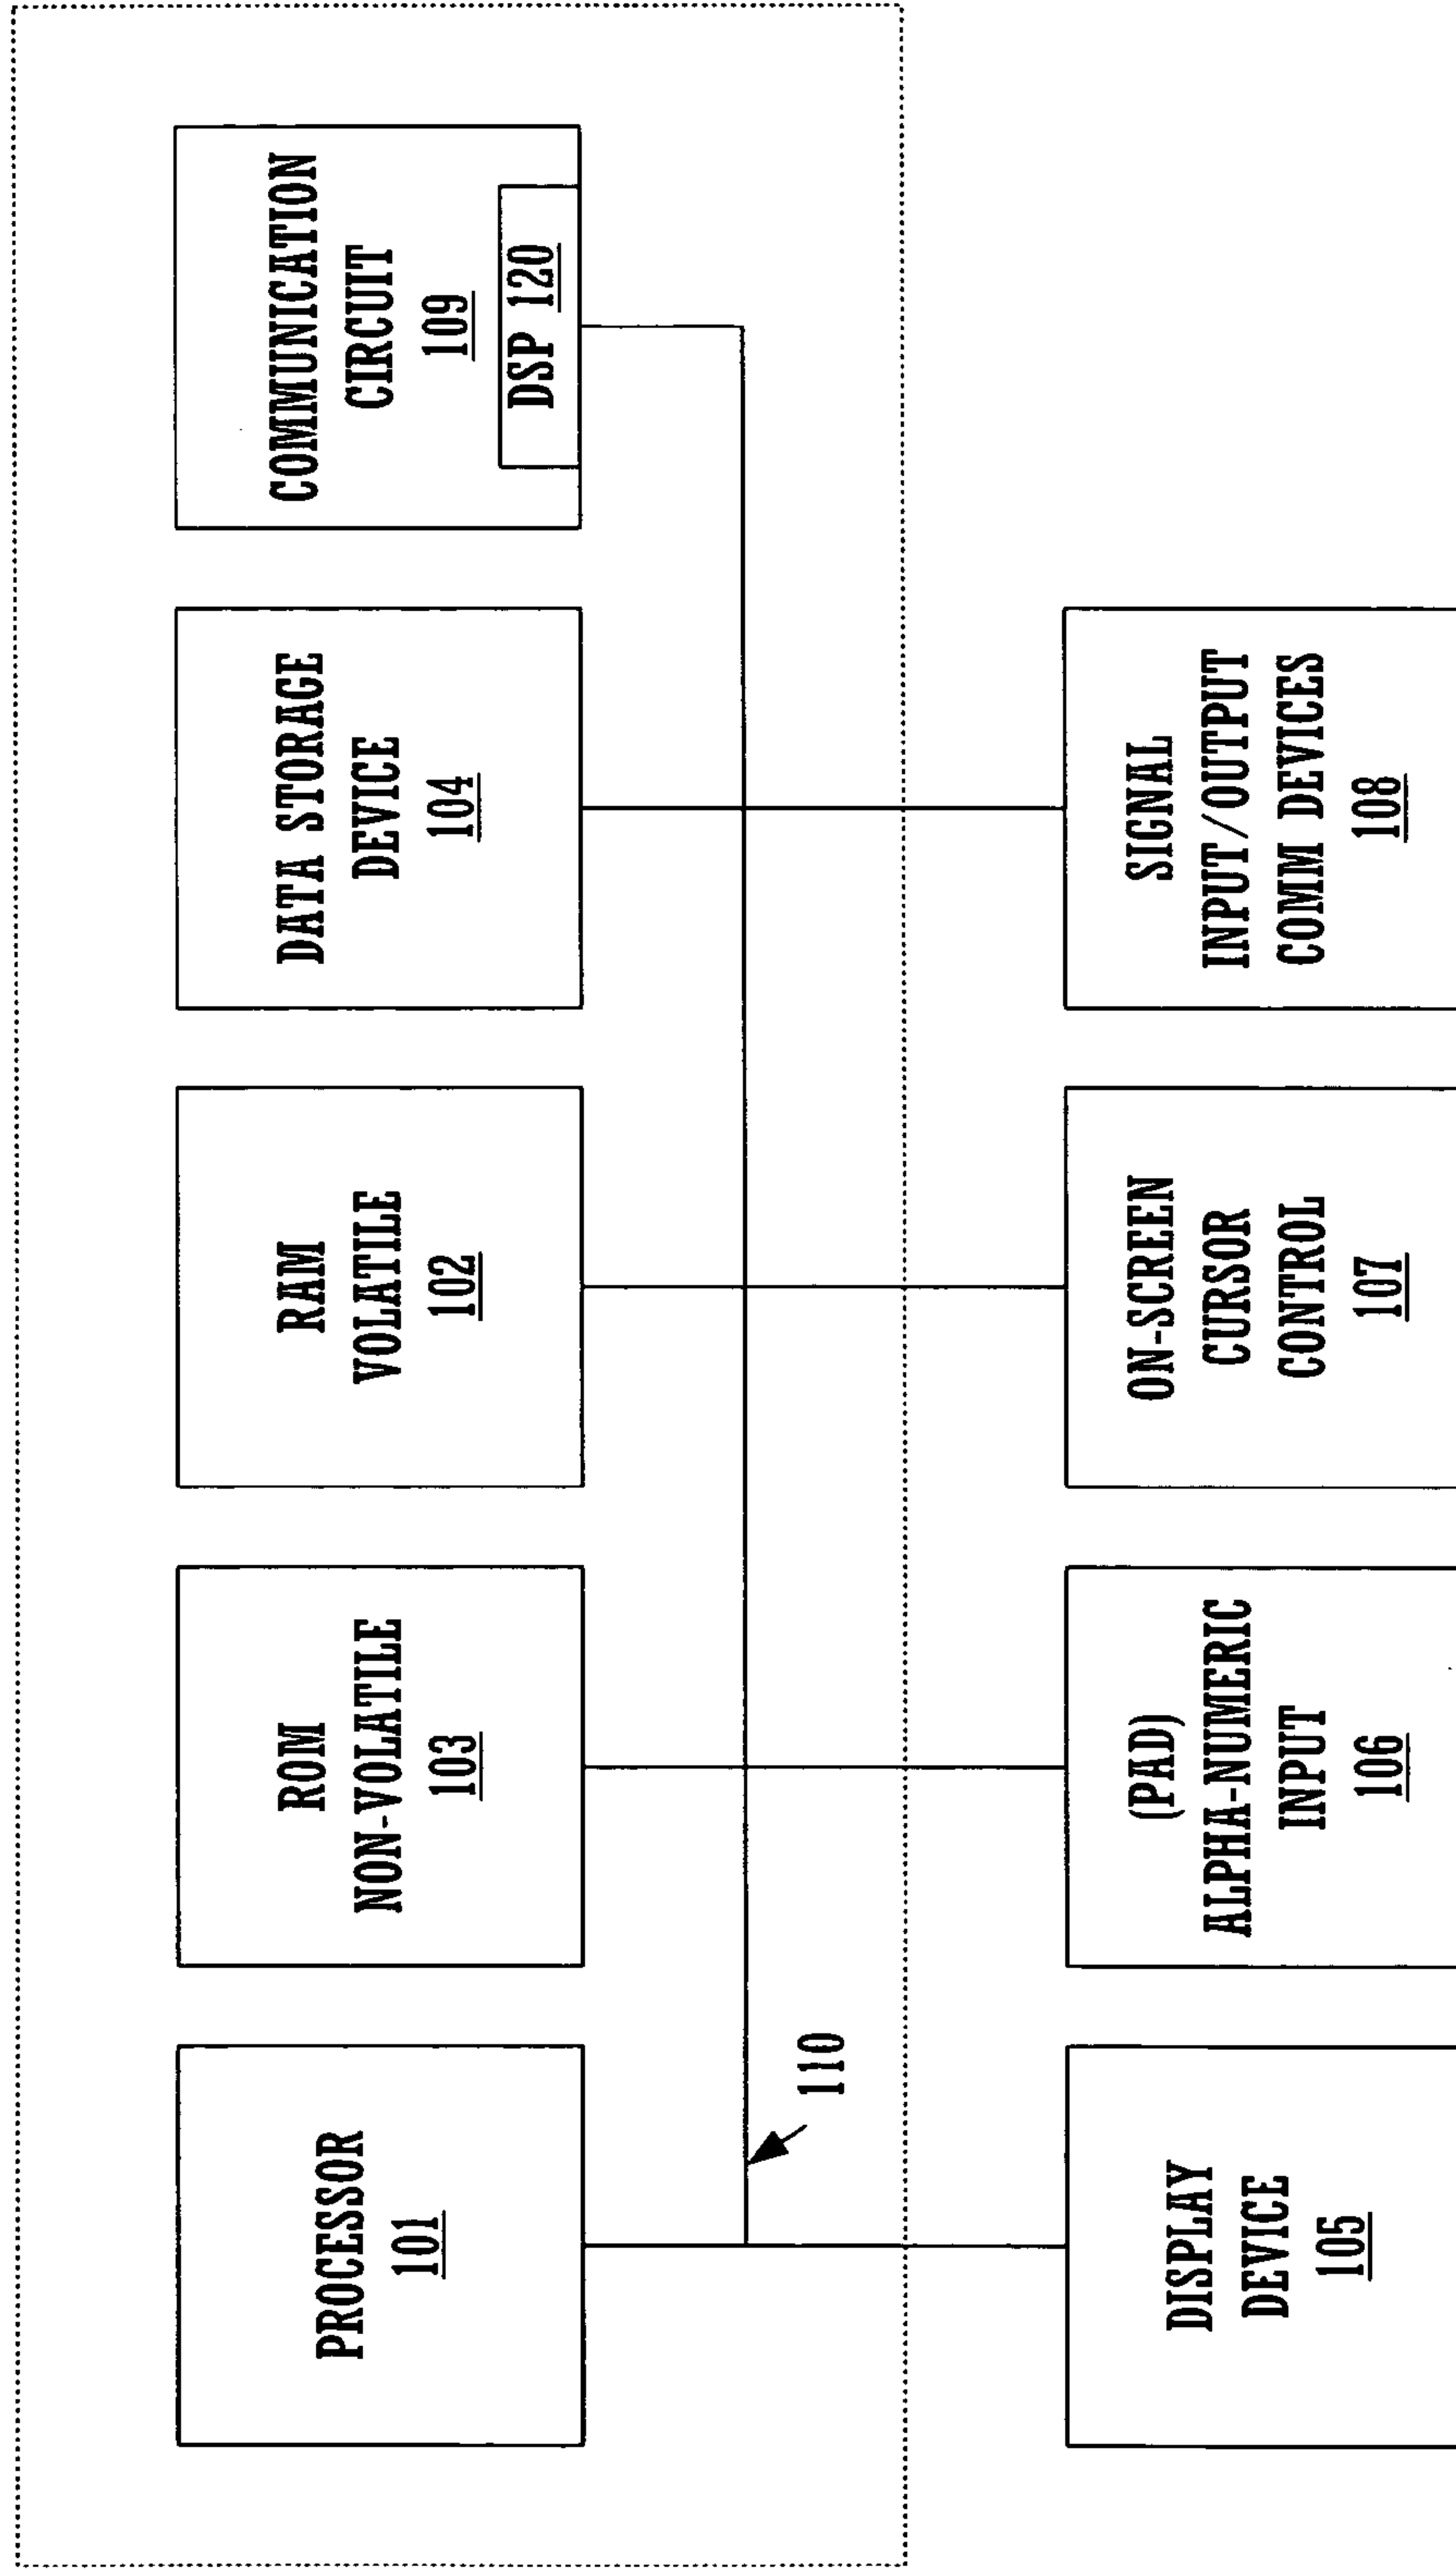 PROCESSOR
101
ROM
NON-VOLATILE
103
RAM
VOLATILE
102
DATA STORAGE
DEVICE
104
COMMUNICATION
CIRCUIT
109
DSP 120
110
DISPLAY
DEVICE
105
(PAD)
ALPHA-NUMERIC
INPUT
106
ON-SCREEN
CURSOR
CONTROL
107
SIGNAL
INPUT/OUTPUT
COMM DEVICES
108